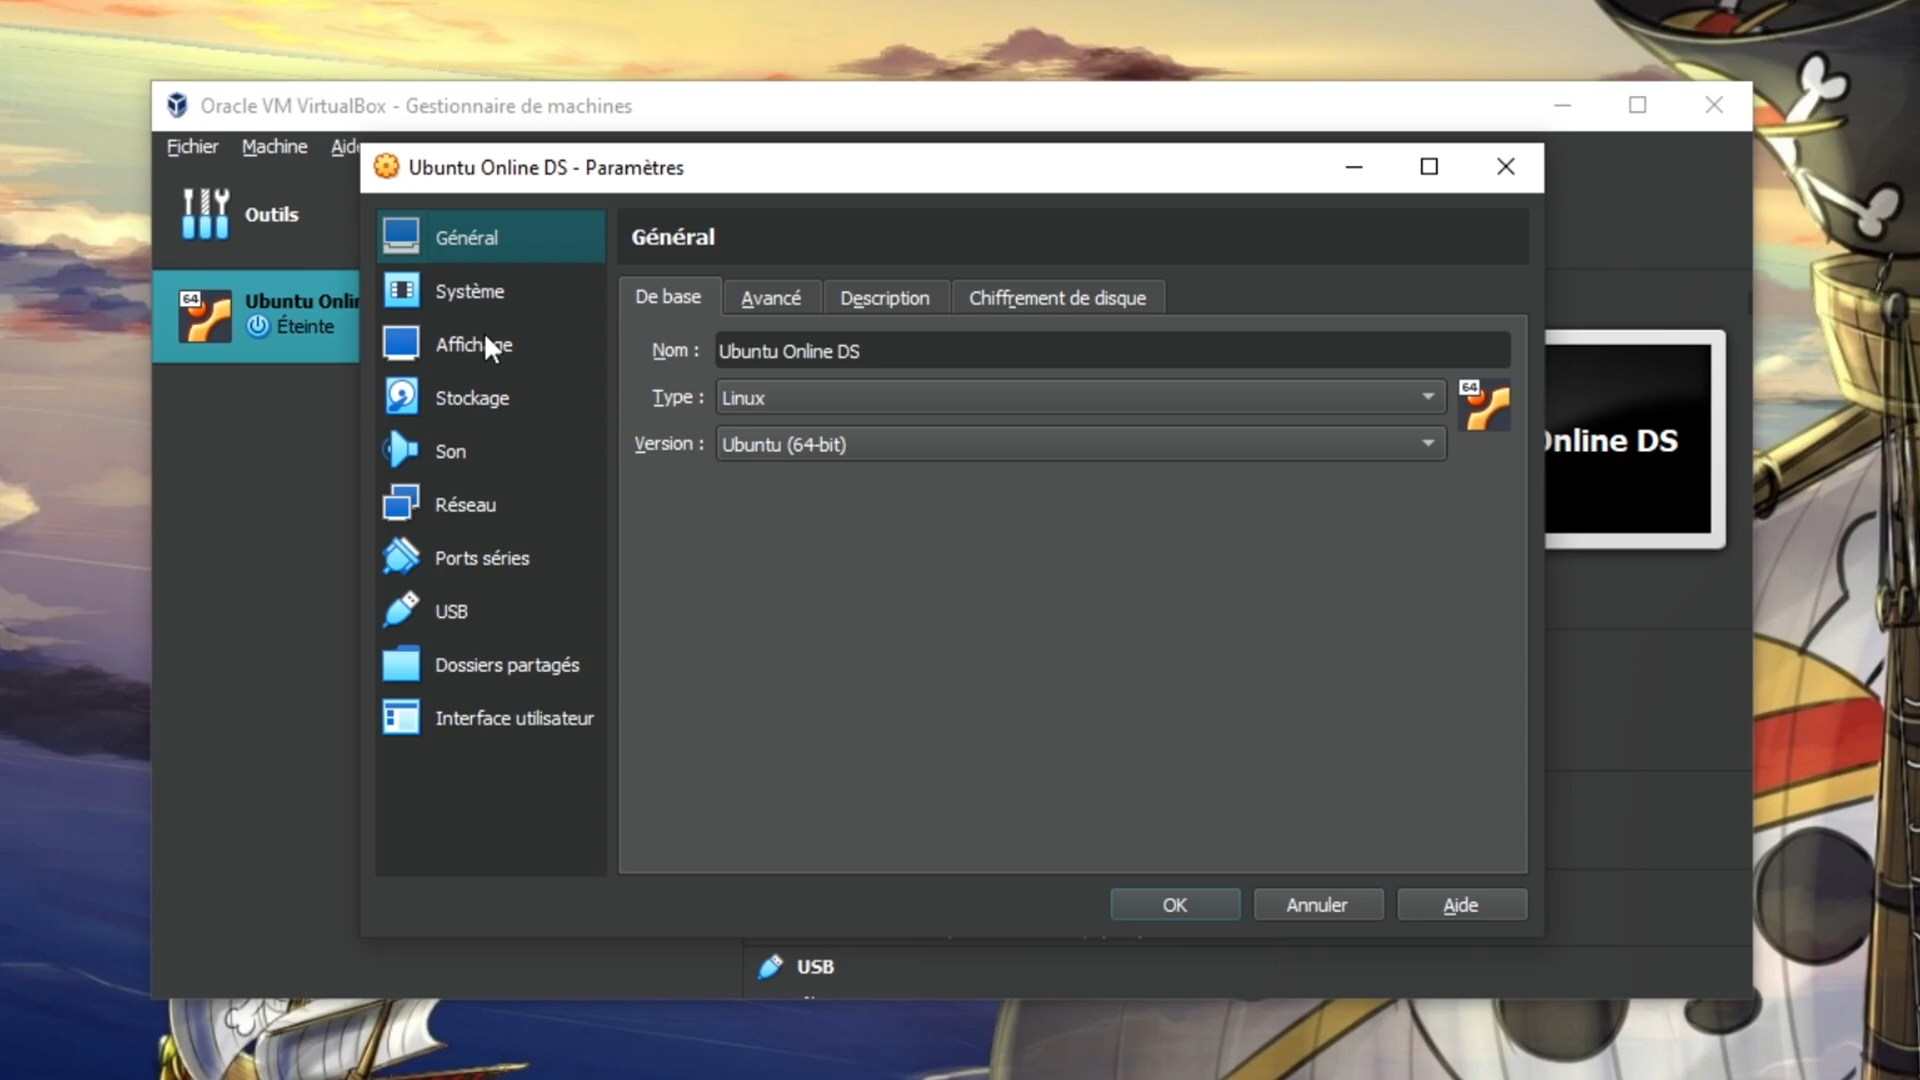 Oracle VM VirtualBox - Gestionnaire de machines
Fichier Machine
Ubuntu Online DS - Paramètres
Outils
64
Ubuntu
Éteinte
Général
Système
Affichage
Stockage
Son
Réseau
Ports séries
USB
Dossiers partagés
Interface utilisateur
Général
De base Avancé Description Chiffrement de disque
Nom : Ubuntu Online DS
Type : Linux
64
Version : Ubuntu (64-bit)
Online DS
OK Annuler Aide
USB